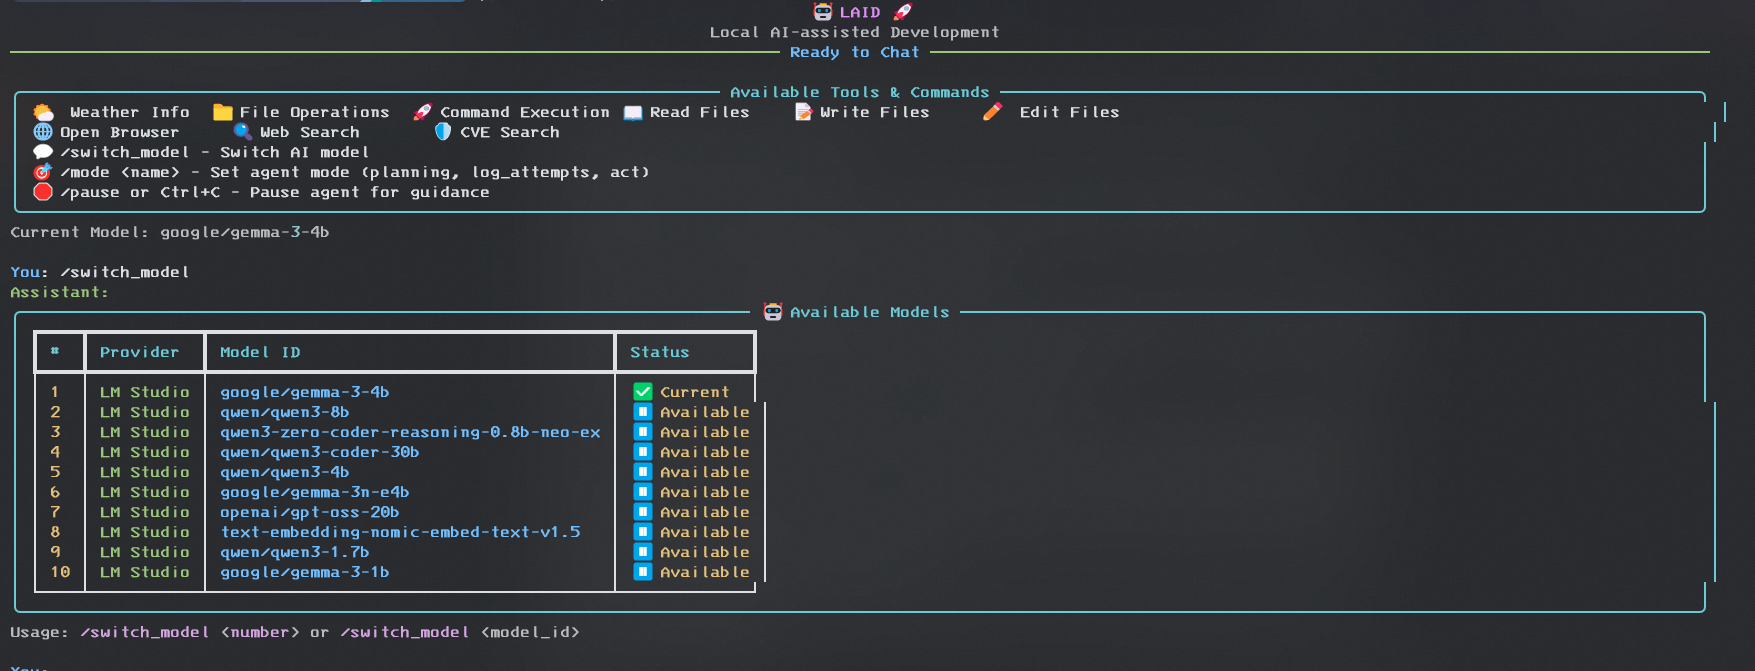 🤖 LAID 🚀
Local AI-assisted Development
Ready to Chat
Available Tools & Commands
🌤️ Weather Info 📁 File Operations 🚀 Command Execution 📖 Read Files 📝 Write Files ✏️ Edit Files
🌐 Open Browser 🔍 Web Search 🛡️ CVE Search
💬 /switch_model - Switch AI model
🎯 /mode <name> - Set agent mode (planning, log_attempts, act)
🛑 /pause or Ctrl+C - Pause agent for guidance
Current Model: google/gemma-3-4b
You: /switch_model
Assistant:
🤖 Available Models
# Provider Model ID Status
1 LM Studio google/gemma-3-4b ✅ Current
2 LM Studio qwen/qwen3-8b ⏸️ Available
3 LM Studio qwen3-zero-coder-reasoning-0.8b-neo-ex ⏸️ Available
4 LM Studio qwen/qwen3-coder-30b ⏸️ Available
5 LM Studio qwen/qwen3-4b ⏸️ Available
6 LM Studio google/gemma-3n-e4b ⏸️ Available
7 LM Studio openai/gpt-oss-20b ⏸️ Available
8 LM Studio text-embedding-nomic-embed-text-v1.5 ⏸️ Available
9 LM Studio qwen/qwen3-1.7b ⏸️ Available
10 LM Studio google/gemma-3-1b ⏸️ Available
Usage: /switch_model <number> or /switch_model <model_id>
You: